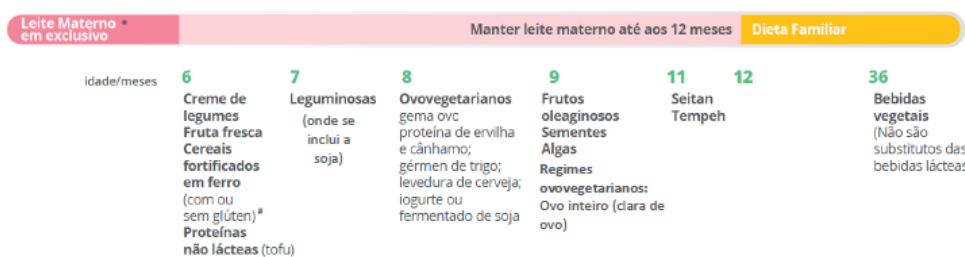 Leite Materno *
em exclusivo
Manter leite materno até aos 12 meses
Dieta Familiar
idade/meses
6
Creme de
legumes
Fruta fresca
Cereais
fortificados
em ferro
(com ou
sem glúten)#
Proteínas
não lácteas (tofu)
7
Leguminosas
(onde se
inclui a
soja)
8
Ovovegetarianos
gema ovo
proteína de ervilha
e cânhamo;
gérmen de trigo;
levedura de cerveja;
iogurte ou
fermentado de soja
9
Frutos
oleaginosos
Sementes
Algas
Regimes
ovovegetarianos:
Ovo inteiro (clara de
ovo)
11
Seitan
Tempeh
12
36
Bebidas
vegetais
(Não são
substitutos das
bebidas lácteas